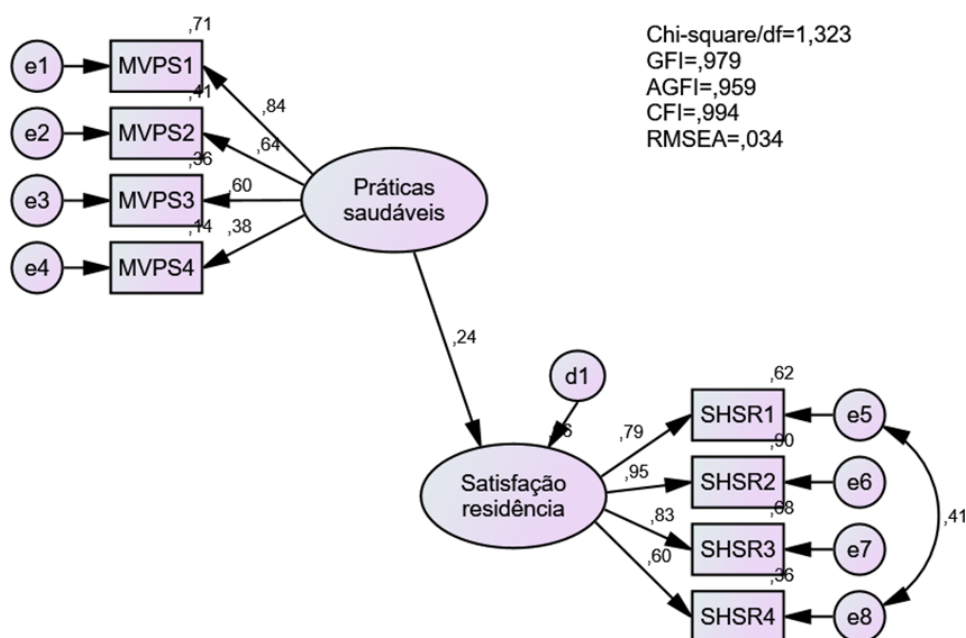 Chi-square/df=1,323
GFI=,979
AGFI=,959
CFI=,994
RMSEA=,034
,71
e1
MVPS1
,84
,41
e2
MVPS2
,64
,36
e3
MVPS3
,60
,14
e4
MVPS4
,38
Práticas
saudáveis
,24
d1
Satisfação
residência
,62
,79
SHSR1
e5
,90
,95
SHSR2
e6
,68
,83
SHSR3
e7
,41
,60
,36
SHSR4
e8